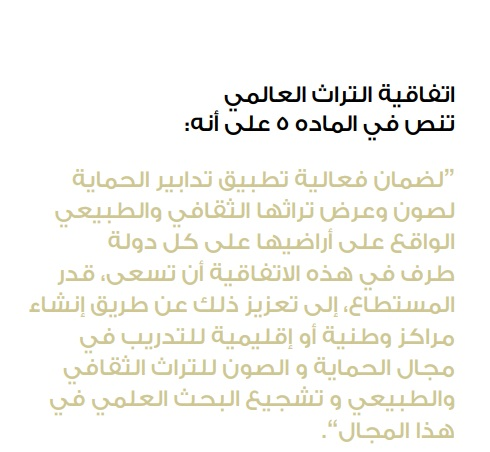 اتفاقية التراث العالمي
تنص في الماده ٥ على أنه:
”لضمان فعالية تطبيق تدابير الحماية
لصون وعرض تراثها الثقافي والطبيعي
الواقع على أراضيها على كل دولة
طرف في هذه الاتفاقية أن تسعى، قدر
المستطاع، إلى تعزيز ذلك عن طريق إنشاء
مراكز وطنية أو إقليمية للتدريب في
مجال الحماية و الصون للتراث الثقافي
والطبيعي و تشجيع البحث العلمي في
هذا المجال“.